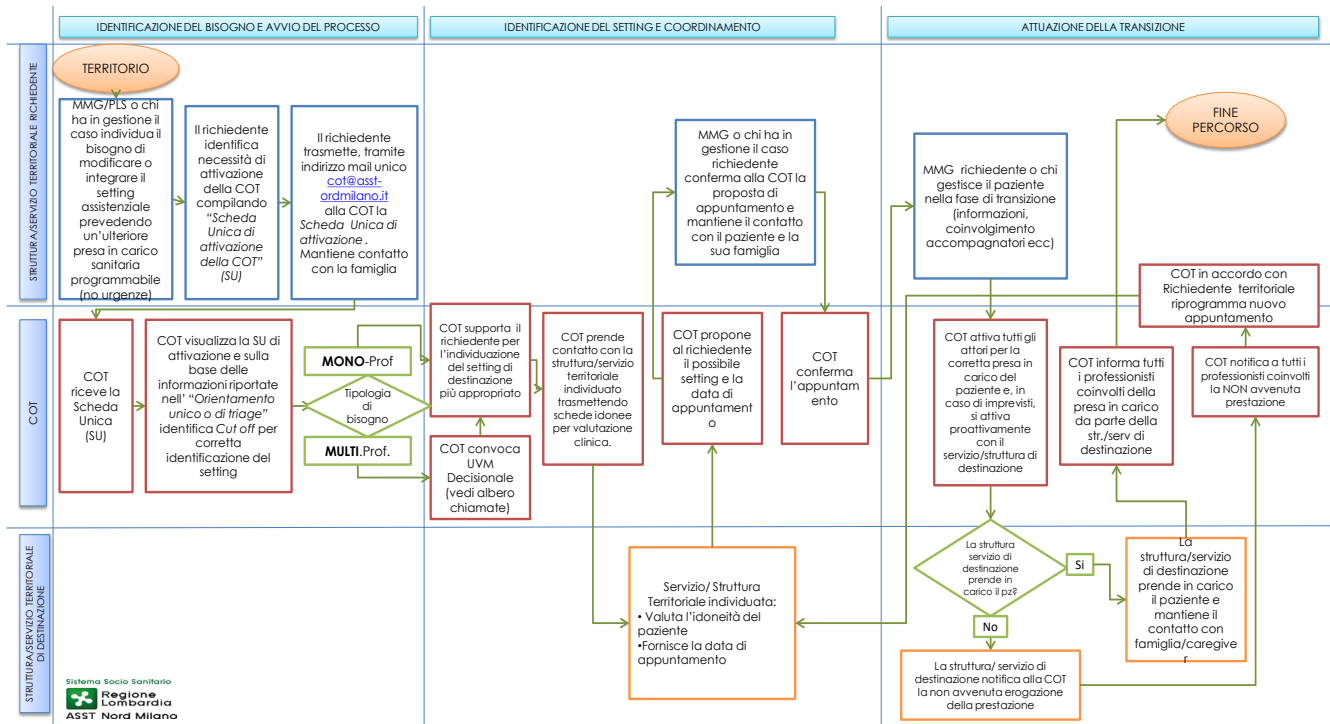 IDENTIFICAZIONE DEL BISOGNO E AVVIO DEL PROCESSO
IDENTIFICAZIONE DEL SETTING E COORDINAMENTO
ATTUAZIONE DELLA TRANSIZIONE
STRUTTURA/SERVIZIO TERRITORIALE RICHIEDENTE
TERRITORIO
MMG/PLS o chi
ha in gestione il
caso individua il
bisogno di
modificare o
integrare il
setting
assistenziale
prevedendo
un'ulteriore
presa in carico
sanitaria
programmabile
(no urgenze)
Il richiedente
identifica
necessità di
attivazione
della COT
compilando
"Scheda
Unica di
attivazione
della COT"
(SU)
Il richiedente
trasmette, tramite
indirizzo mail unico
cot@asst-
ordmilano.it
alla COT la
Scheda Unica di
attivazione .
Mantiene contatto
con la famiglia
MMG o chi ha in
gestione il caso
richiedente
conferma alla COT la
proposta di
appuntamento e
mantiene il contatto
con il paziente e la
sua famiglia
MMG richiedente o chi
gestisce il paziente
nella fase di transizione
(informazioni,
coinvolgimento
accompagnatori ecc)
FINE
PERCORSO
COT in accordo con
Richiedente territoriale
riprogramma nuovo
appuntamento
COT
COT
riceve la
Scheda
Unica
(SU)
COT visualizza la SU di
attivazione e sulla
base delle
informazioni riportate
nell' "Orientamento
unico o di triage"
identifica Cut off per
corretta
identificazione del
setting
MONO-Prof
Tipologia
di
bisogno
MULTI.Prof.
COT supporta il
richiedente per
l'individuazione
del setting di
destinazione
più appropriato
COT convoca
UVM
Decisionale
(vedi albero
chiamate)
COT prende
contatto con la
struttura/servizio
territoriale
individuato
trasmettendo
schede idonee
per valutazione
clinica.
COT propone
al richiedente
il possibile
setting e la
data di
appuntament
o
COT
conferma
l'appuntam
ento
COT attiva tutti gli
attori per la
corretta presa in
carico del
paziente e, in
caso di imprevisti,
si attiva
proattivamente
con il
servizio/struttura di
destinazione
COT informa tutti
i professionisti
coinvolti della
presa in carico
da parte della
str./serv di
destinazione
COT notifica a tutti i
professionisti coinvolti
la NON avvenuta
prestazione
STRUTTURA/SERVIZIO TERRITORIALE
DI DESTINAZIONE
Servizio/ Struttura
Territoriale individuata:
• Valuta l'idoneità del
paziente
•Fornisce la data di
appuntamento
La struttura
servizio di
destinazione
prende in
carico il pz?
Si
No
La
struttura/servizio
di destinazione
prende in carico
il paziente e
mantiene il
contatto con
famiglia/caregive
r
La struttura/ servizio di
destinazione notifica alla COT
la non avvenuta erogazione
della prestazione
Sistema Socio Sanitario
Regione
Lombardia
ASST Nord Milano